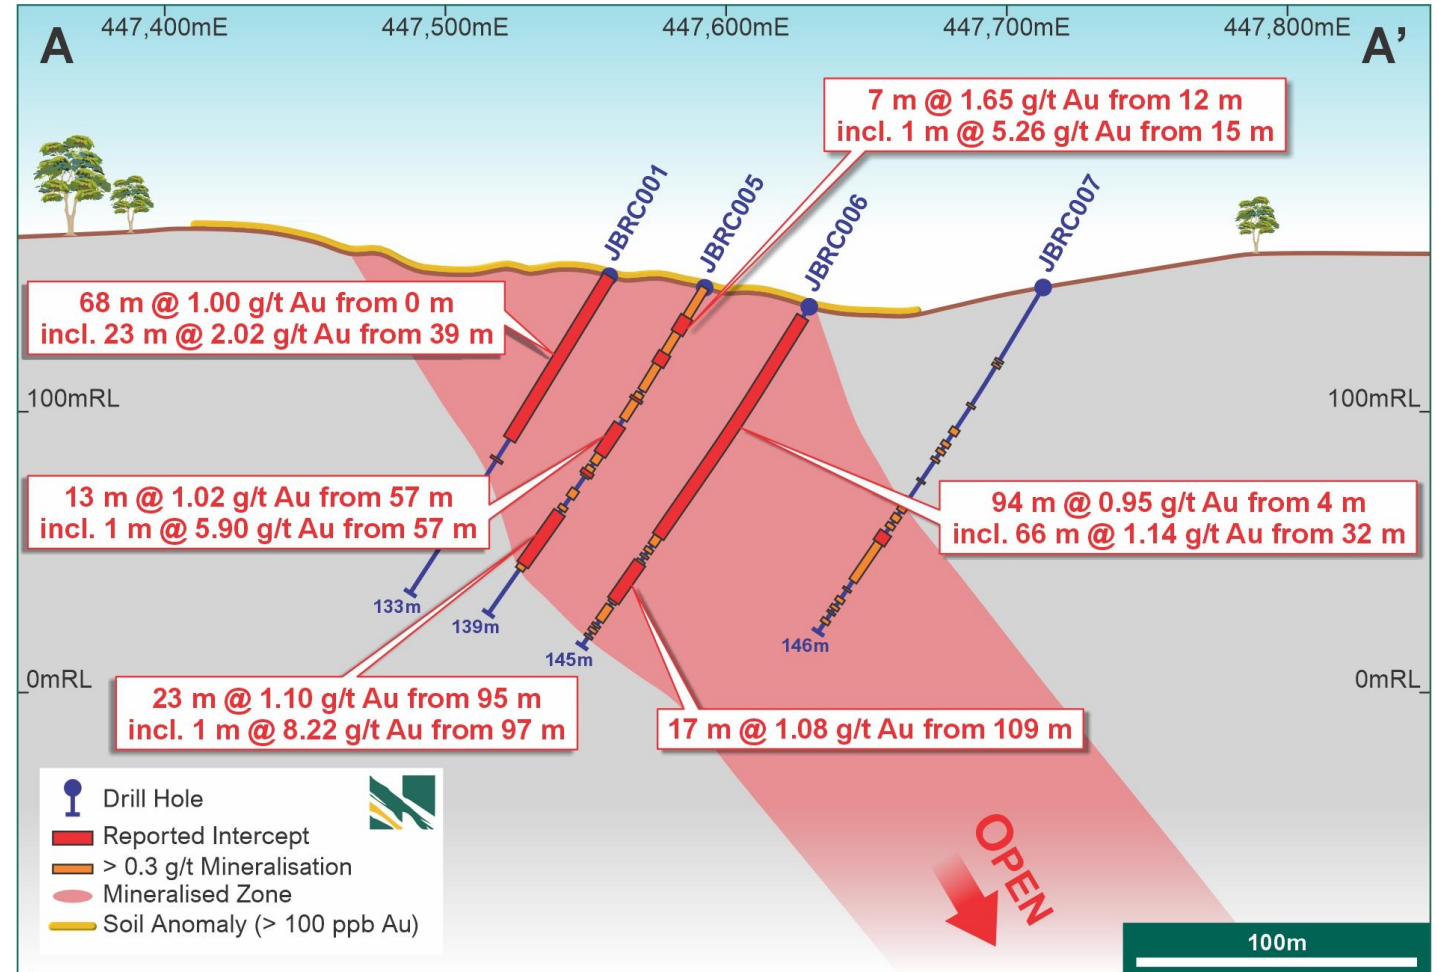 447,400mE
447,500mE
447,600mE
447,700mE
447,800mE
A
A’
7 m @ 1.65 g/t Au from 12 m
incl. 1 m @ 5.26 g/t Au from 15 m
JBRC001
JBRC005
JBRC006
JBRC007
68 m @ 1.00 g/t Au from 0 m
incl. 23 m @ 2.02 g/t Au from 39 m
100mRL
100mRL
13 m @ 1.02 g/t Au from 57 m
incl. 1 m @ 5.90 g/t Au from 57 m
94 m @ 0.95 g/t Au from 4 m
incl. 66 m @ 1.14 g/t Au from 32 m
133m
139m
145m
146m
0mRL
0mRL
23 m @ 1.10 g/t Au from 95 m
incl. 1 m @ 8.22 g/t Au from 97 m
17 m @ 1.08 g/t Au from 109 m
Drill Hole
Reported Intercept
> 0.3 g/t Mineralisation
Mineralised Zone
Soil Anomaly (> 100 ppb Au)
OPEN
100m